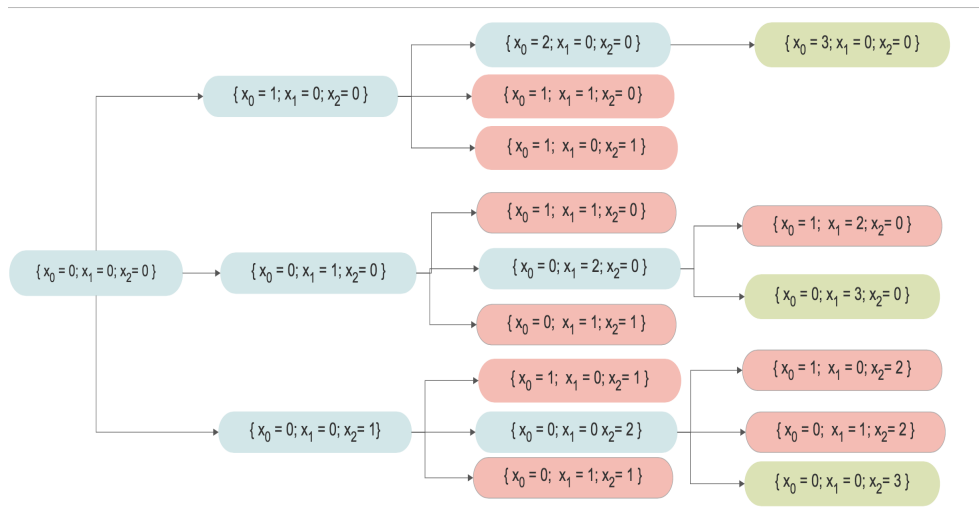 { x₀ = 2; x₁ = 0; x₂= 0 }
{ x₀ = 3; x₁ = 0; x₂= 0 }
{ x₀ = 1; x₁ = 0; x₂= 0 }
{ x₀ = 1; x₁ = 1; x₂= 0 }
{ x₀ = 1; x₁ = 0; x₂= 1 }
{ x₀ = 1; x₁ = 1; x₂= 0 }
{ x₀ = 1; x₁ = 2; x₂= 0 }
{ x₀ = 0; x₁ = 0; x₂= 0 }
{ x₀ = 0; x₁ = 1; x₂= 0 }
{ x₀ = 0; x₁ = 2; x₂= 0 }
{ x₀ = 0; x₁ = 3; x₂= 0 }
{ x₀ = 0; x₁ = 1; x₂= 1 }
{ x₀ = 1; x₁ = 0; x₂= 1 }
{ x₀ = 1; x₁ = 0; x₂= 2 }
{ x₀ = 0; x₁ = 0; x₂= 1}
{ x₀ = 0; x₁ = 0 x₂= 2 }
{ x₀ = 0; x₁ = 1; x₂= 2 }
{ x₀ = 0; x₁ = 1; x₂= 1 }
{ x₀ = 0; x₁ = 0; x₂= 3 }